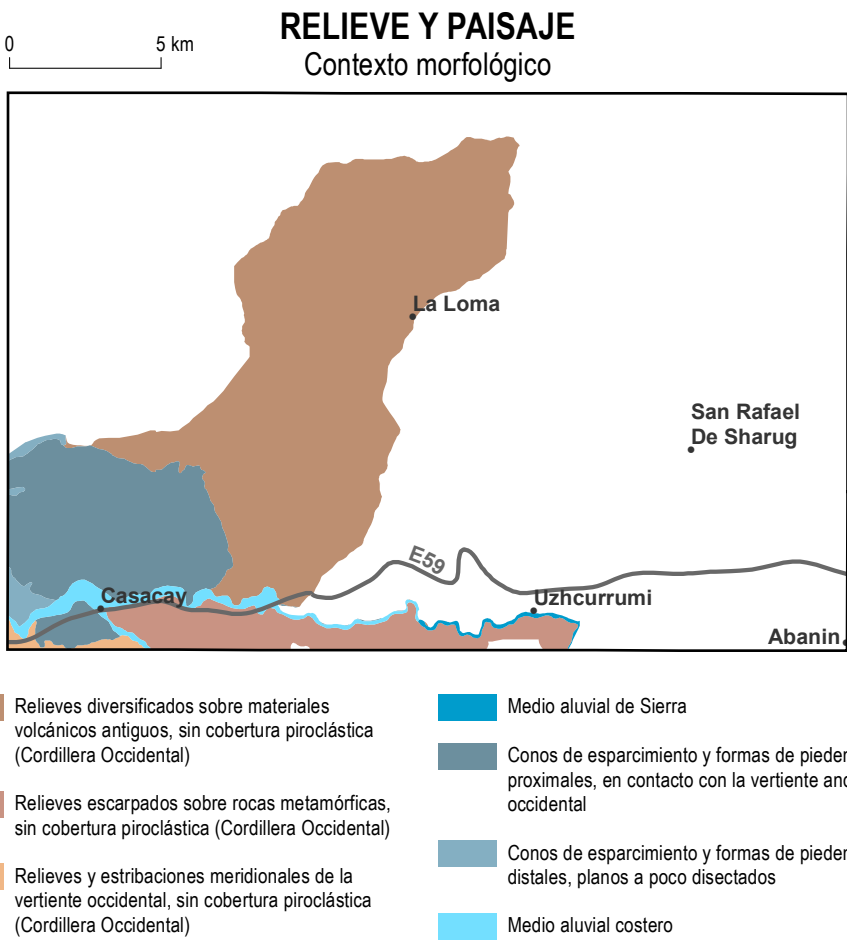 RELIEVE Y PAISAJE
Contexto morfológico
0 5 km
La Loma
San Rafael
De Sharug
E59
Casacay
Uzhcurrumi
Abanin
Relieves diversificados sobre materiales
volcánicos antiguos, sin cobertura piroclástica
(Cordillera Occidental)
Relieves escarpados sobre rocas metamórficas,
sin cobertura piroclástica (Cordillera Occidental)
Relieves y estribaciones meridionales de la
vertiente occidental, sin cobertura piroclástica
(Cordillera Occidental)
Medio aluvial de Sierra
Conos de esparcimiento y formas de
proximales, en contacto con la vertiente
occidental
Conos de esparcimiento y formas de
distales, planos a poco disectados
Medio aluvial costero